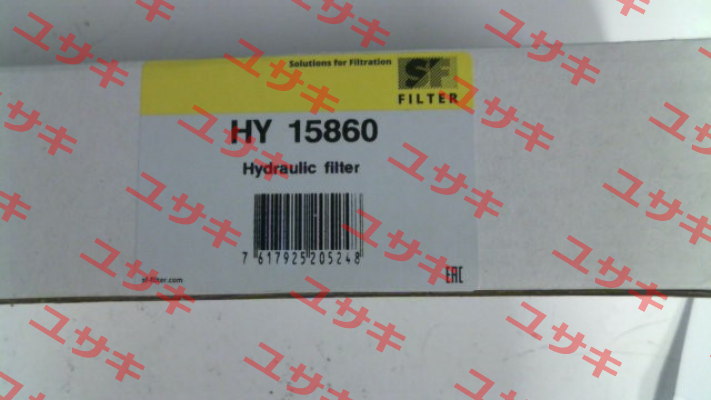 Solutions for Filtration
SF
FILTER
HY 15860
Hydraulic filter
7 617925 205248
sf-filter.com
EAC
ユサキ